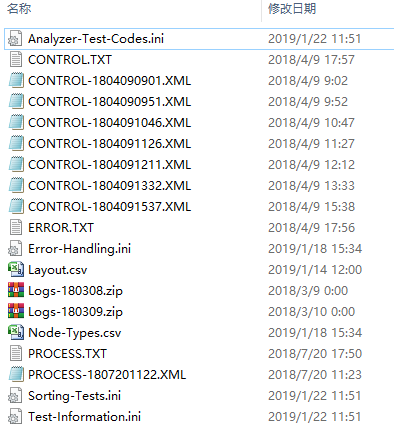 名称 修改日期
Analyzer-Test-Codes.ini 2019/1/22 11:51
CONTROL.TXT 2018/4/9 17:57
CONTROL-1804090901.XML 2018/4/9 9:02
CONTROL-1804090951.XML 2018/4/9 9:52
CONTROL-1804091046.XML 2018/4/9 10:47
CONTROL-1804091126.XML 2018/4/9 11:27
CONTROL-1804091211.XML 2018/4/9 12:12
CONTROL-1804091332.XML 2018/4/9 13:33
CONTROL-1804091537.XML 2018/4/9 15:38
ERROR.TXT 2018/4/9 17:56
Error-Handling.ini 2019/1/18 15:34
Layout.csv 2019/1/14 12:00
Logs-180308.zip 2018/3/9 0:00
Logs-180309.zip 2018/3/10 0:00
Node-Types.csv 2019/1/18 15:34
PROCESS.TXT 2018/7/20 17:50
PROCESS-1807201122.XML 2018/7/20 11:23
Sorting-Tests.ini 2019/1/22 11:51
Test-Information.ini 2019/1/22 11:51